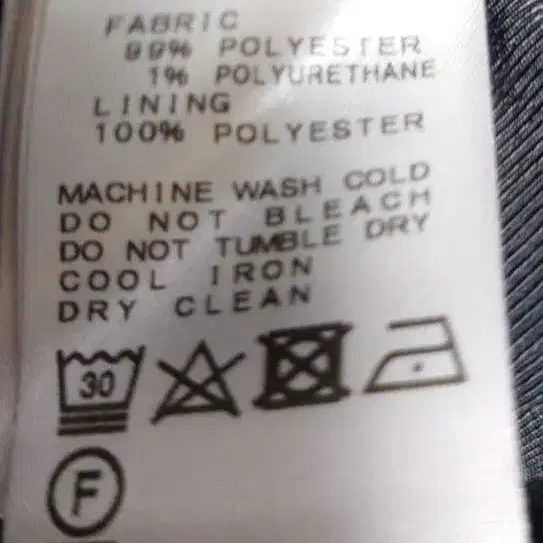 FABRIC
99% POLYESTER
1% POLYURETHANE
LINING
100% POLYESTER
MACHINE WASH COLD
DO NOT BLEACH
DO NOT TUMBLE DRY
COOL IRON
DRY CLEAN
30
F